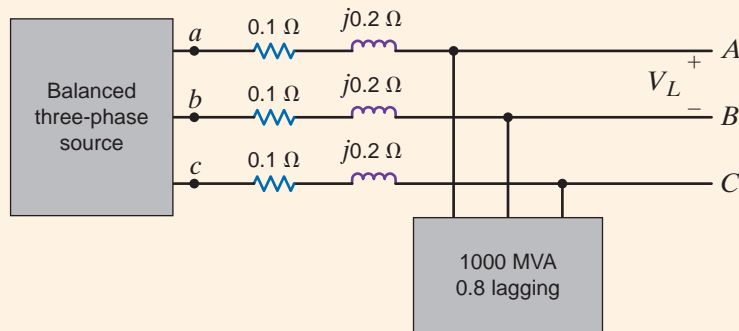 a
0.1 Ω
j0.2 Ω
A
Balanced
three-phase
source
b
0.1 Ω
j0.2 Ω
+
V_L
−
B
c
0.1 Ω
j0.2 Ω
C
1000 MVA
0.8 lagging